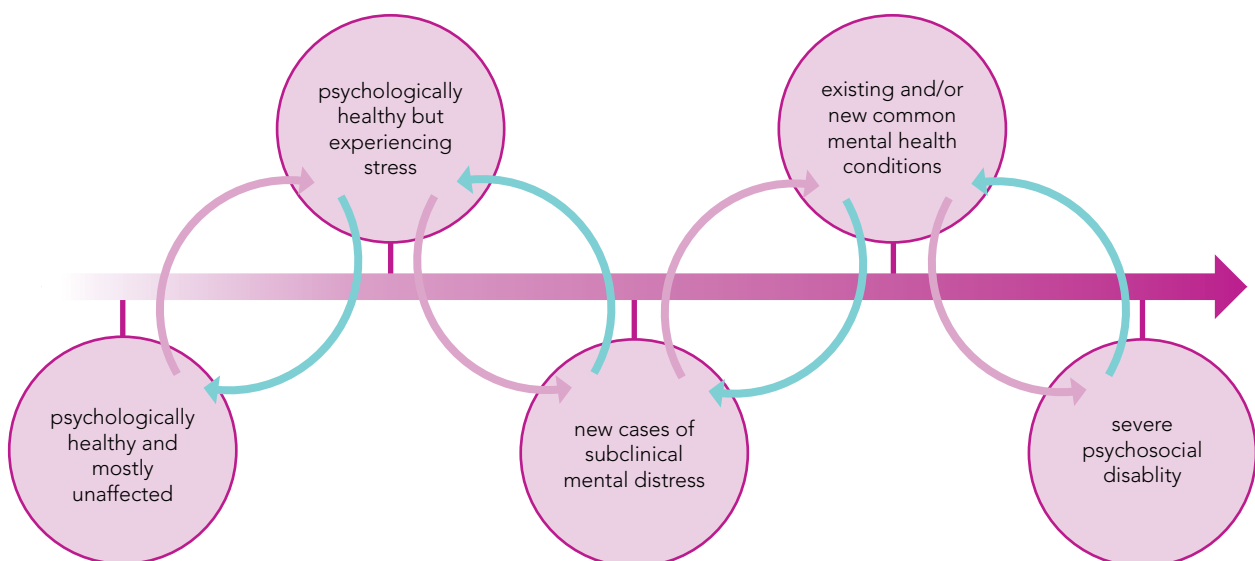 psychologically
healthy and
mostly
unaffected
psychologically
healthy but
experiencing
stress
new cases of
subclinical
mental distress
existing and/or
new common
mental health
conditions
severe
psychosocial
disablity